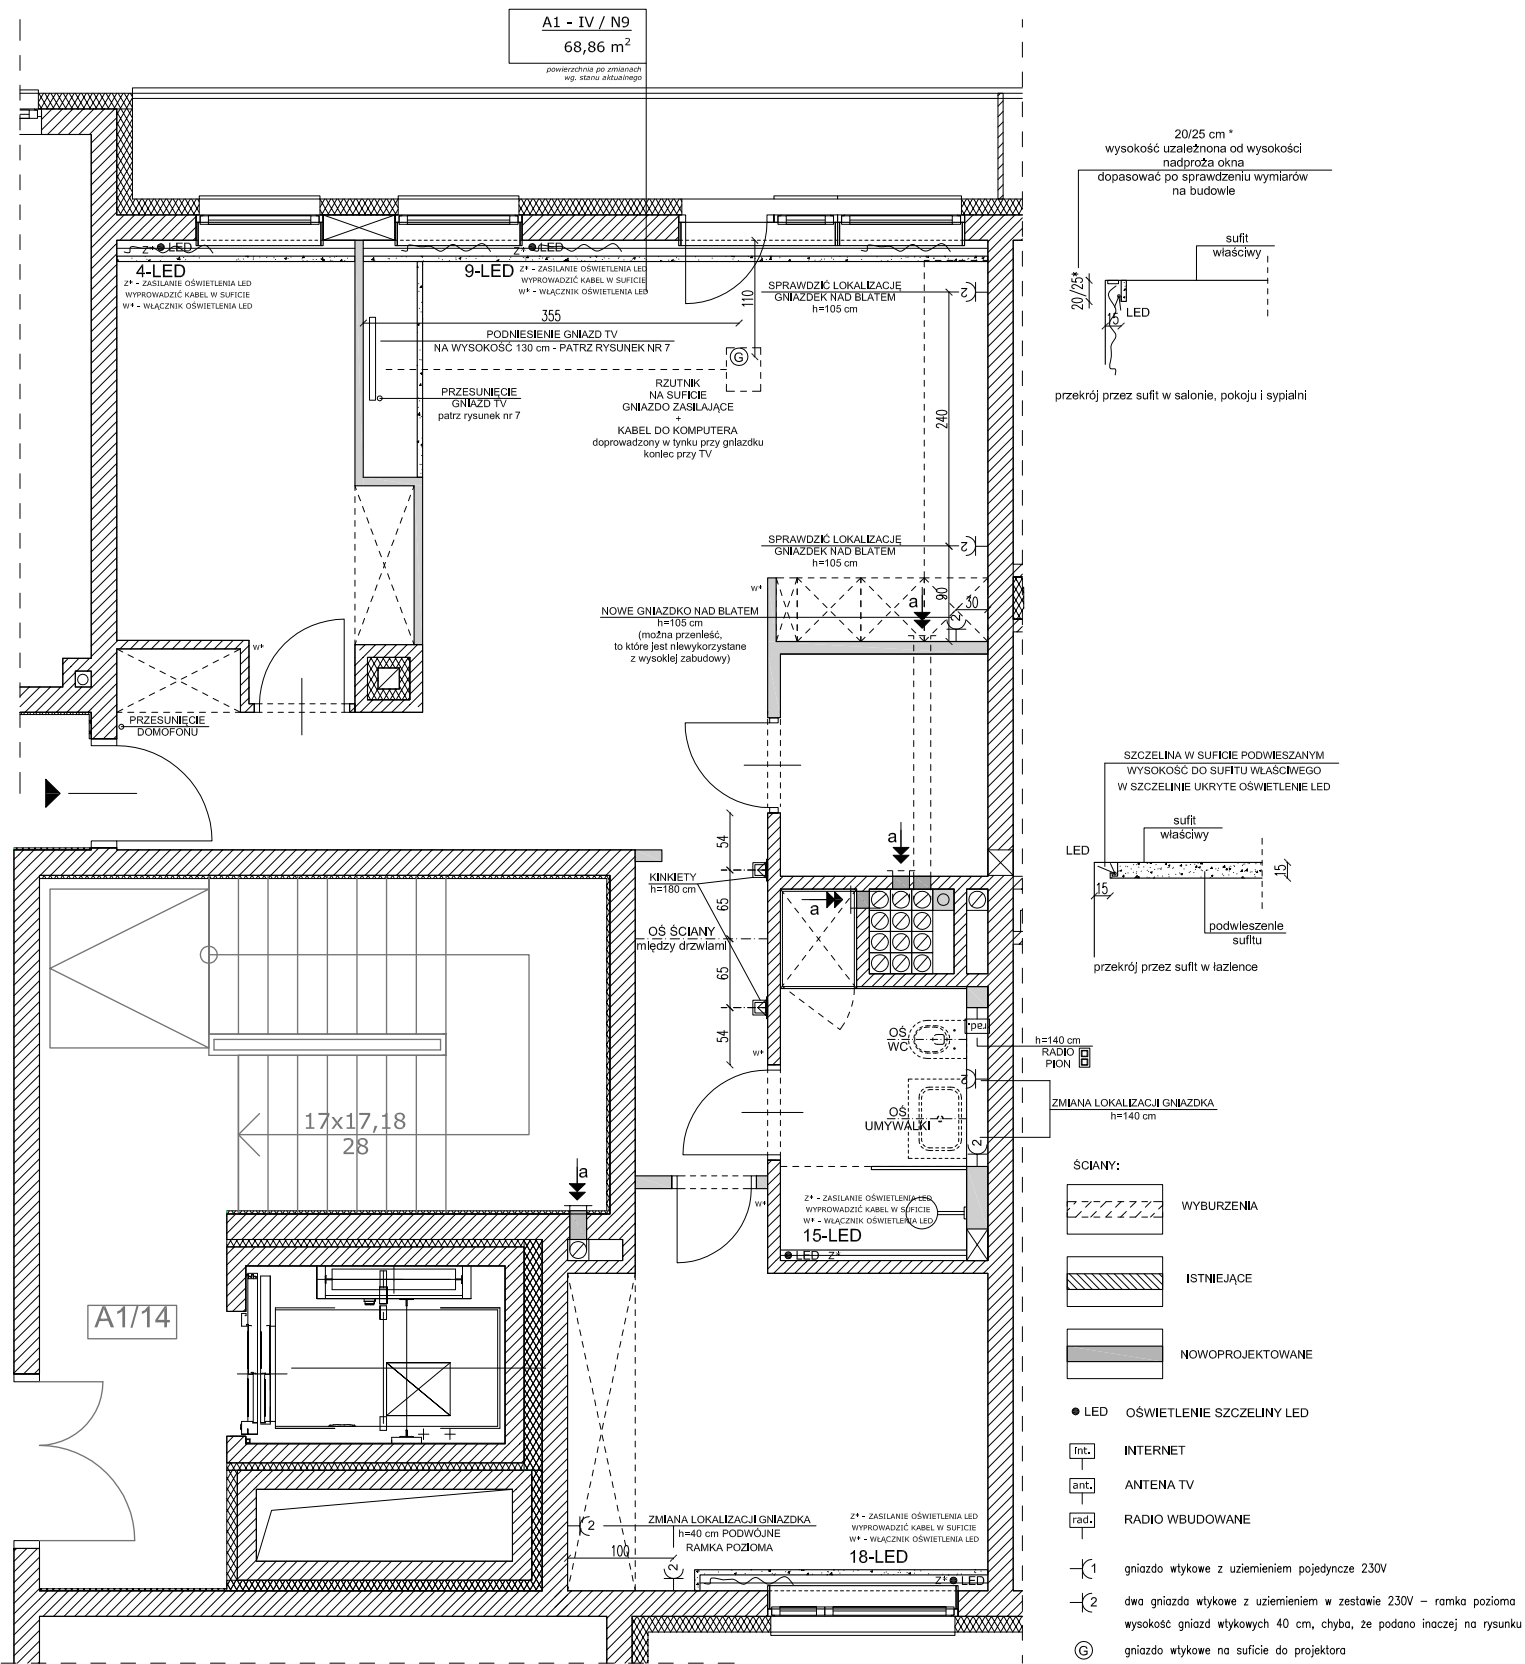 A1 - IV / N9
68,86 m²
powierzchnia po zmianach
wg. stanu aktualnego
20/25 cm *
wysokość uzależnona od wysokości
nadproża okna
dopasować po sprawdzeniu wymiarów
na budowie
sufit
właściwy
20/25*
15
LED
przekrój przez sufit w salonie, pokoju i sypialni
Z* LED
4-LED
Z* - ZASILANIE OŚWIETLENIA LED
WYPROWADZIĆ KABEL W SUFICIE
W* - WŁĄCZNIK OŚWIETLENIA LED
Z* LED
9-LED
Z* - ZASILANIE OŚWIETLENIA LED
WYPROWADZIĆ KABEL W SUFICIE
W* - WŁĄCZNIK OŚWIETLENIA LED
110
SPRAWDZIĆ LOKALIZACJĘ
GNIAZDEK NAD BLATEM
h=105 cm
2
355
PODNIESIENIE GNIAZD TV
NA WYSOKOŚĆ 130 cm - PATRZ RYSUNEK NR 7
G
PRZESUNIĘCIE
GNIAZD TV
patrz rysunek nr 7
RZUTNIK
NA SUFICIE
GNIAZDO ZASILAJĄCE
+
KABEL DO KOMPUTERA
doprowadzony w tynku przy gniazdku
koniec przy TV
240
SPRAWDZIĆ LOKALIZACJĘ
GNIAZDEK NAD BLATEM
h=105 cm
2
W*
90
30
a
2
NOWE GNIAZDKO NAD BLATEM
h=105 cm
(można przenieść,
to które jest niewykorzystane
z wysokiej zabudowy)
W*
PRZESUNIĘCIE
DOMOFONU
SZCZELINA W SUFICIE PODWIESZANYM
WYSOKOŚĆ DO SUFITU WŁAŚCIWEGO
W SZCZELINIE UKRYTE OŚWIETLENIE LED
sufit
właściwy
LED
15
15
podwieszenie
sufitu
przekrój przez sufit w łazience
54
a
KINKIETY
h=180 cm
65
a
OŚ ŚCIANY
między drzwiami
65
54
W*
OŚ
WC
rad.
h=140 cm
RADIO
PION
2
ZMIANA LOKALIZACJI GNIAZDKA
h=140 cm
OŚ
UMYWALKI
2
17x17,18
28
a
W*
Z* - ZASILANIE OŚWIETLENIA LED
WYPROWADZIĆ KABEL W SUFICIE
W* - WŁĄCZNIK OŚWIETLENIA LED
15-LED
LED Z*
A1/14
ŚCIANY:
WYBURZENIA
ISTNIEJĄCE
NOWOPROJEKTOWANE
LED OŚWIETLENIE SZCZELINY LED
int. INTERNET
ant. ANTENA TV
rad. RADIO WBUDOWANE
1 gniazdo wtykowe z uziemieniem pojedyncze 230V
2 dwa gniazda wtykowe z uziemieniem w zestawie 230V – ramka pozioma
wysokość gniazd wtykowych 40 cm, chyba, że podano inaczej na rysunku
G gniazdo wtykowe na suficie do projektora
2
ZMIANA LOKALIZACJI GNIAZDKA
h=40 cm PODWÓJNE
RAMKA POZIOMA
100
2
Z* - ZASILANIE OŚWIETLENIA LED
WYPROWADZIĆ KABEL W SUFICIE
W* - WŁĄCZNIK OŚWIETLENIA LED
18-LED
Z* LED